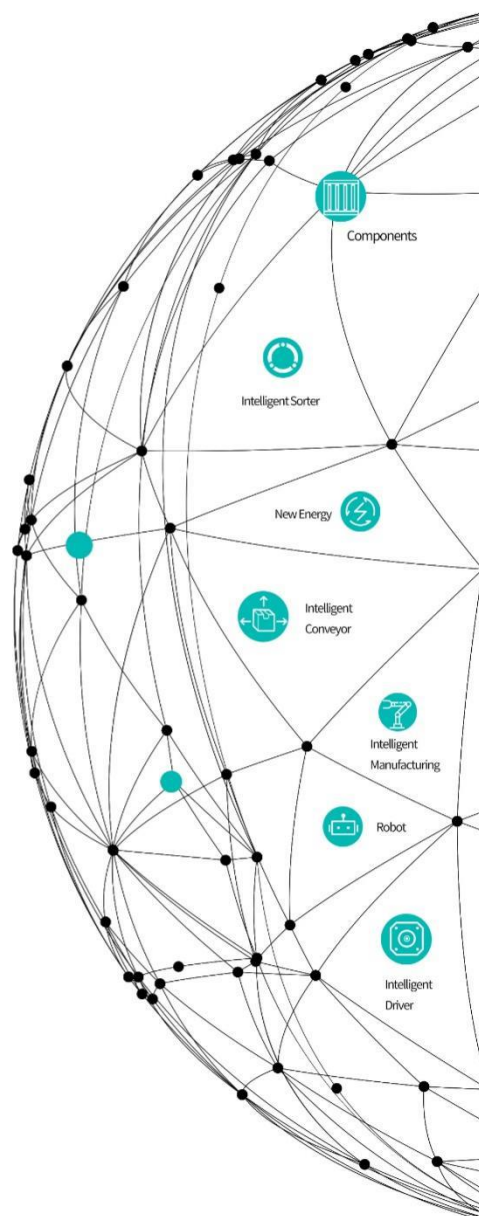 Components
Intelligent Sorter
New Energy
Intelligent
Conveyor
Intelligent
Manufacturing
Robot
Intelligent
Driver